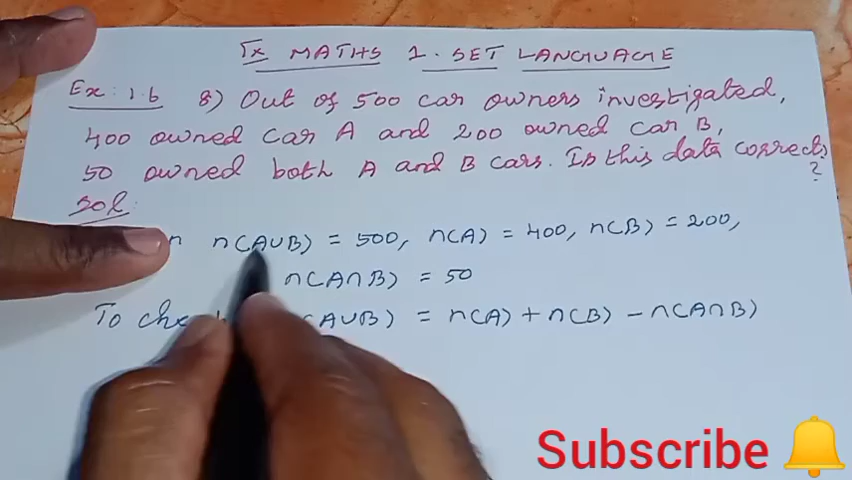 Ix MATHS 1. SET LANGUAGE
Ex: 1.6 8) Out of 500 car owners investigated,
400 owned car A and 200 owned car B,
50 owned both A and B cars. Is this data correct?
Sol:
n(A∪B) = 500, n(A) = 400, n(B) = 200,
n(A∩B) = 50
To che (A∪B) = n(A) + n(B) - n(A∩B)
Subscribe